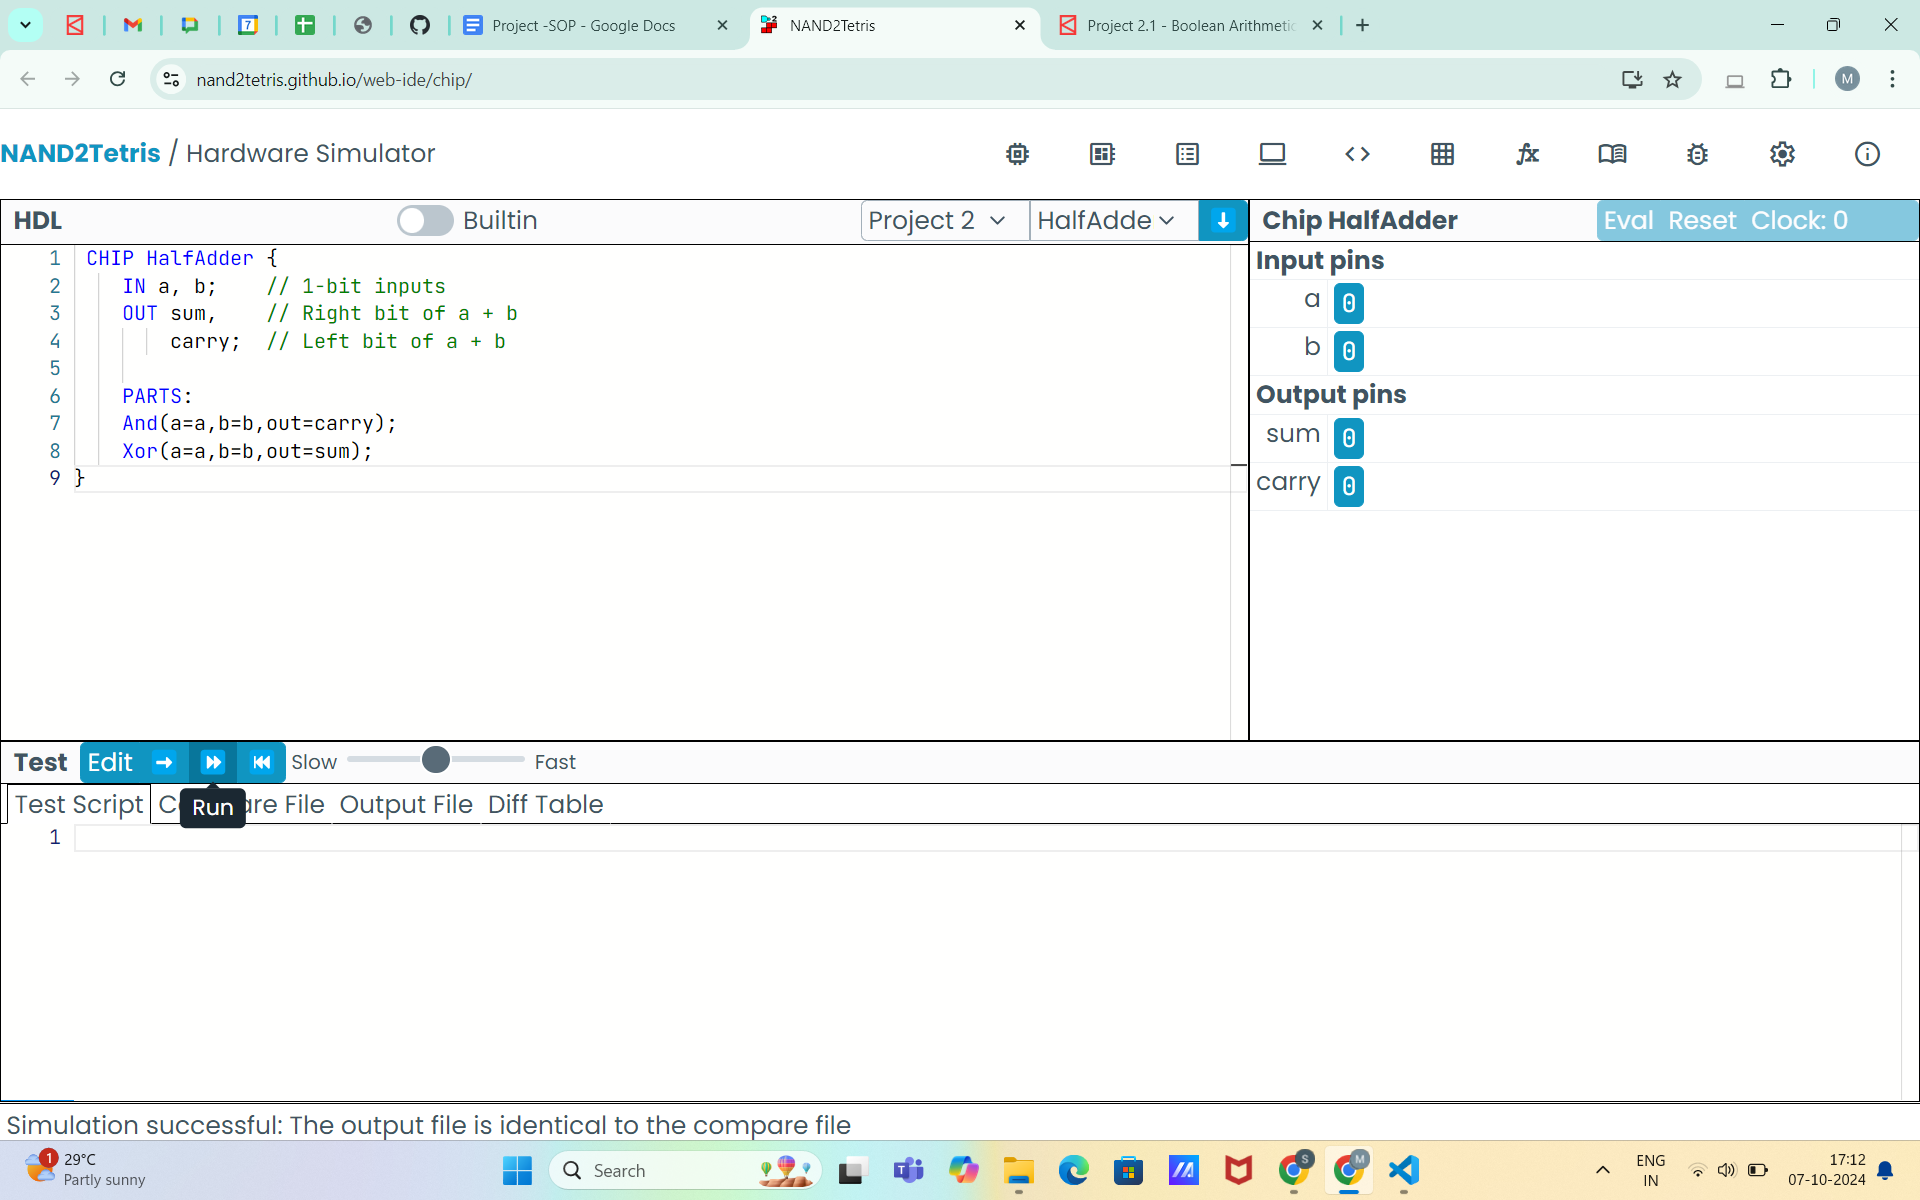 Project -SOP - Google Docs
NAND2Tetris
Project 2.1 - Boolean Arithmetic
nand2tetris.github.io/web-ide/chip/
M
NAND2Tetris / Hardware Simulator
HDL
Builtin
Project 2
HalfAdde
Chip HalfAdder
Eval Reset Clock: 0
1 CHIP HalfAdder {
2 IN a, b; // 1-bit inputs
3 OUT sum, // Right bit of a + b
4 carry; // Left bit of a + b
5
6 PARTS:
7 And(a=a,b=b,out=carry);
8 Xor(a=a,b=b,out=sum);
9 }
Input pins
a 0
b 0
Output pins
sum 0
carry 0
Test Edit Slow Fast
Test Script C re File Output File Diff Table
Run
1
Simulation successful: The output file is identical to the compare file
1
29°C
Partly sunny
Search
S
M
ENG
IN
17:12
07-10-2024